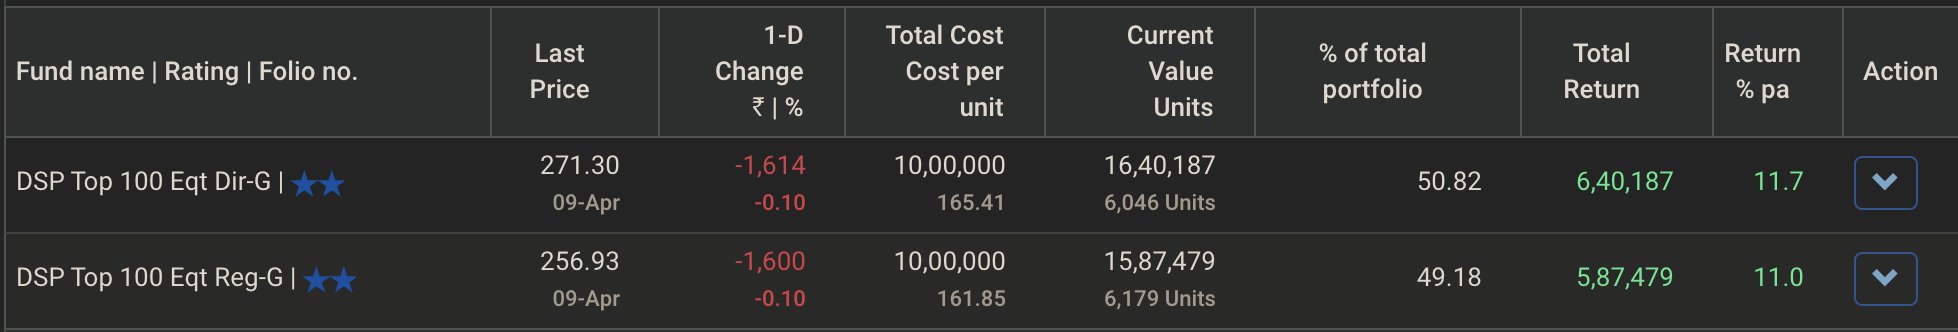 Fund name | Rating | Folio no.
Last
Price
1-D
Change
₹ | %
Total Cost
Cost per
unit
Current
Value
Units
% of total
portfolio
Total
Return
Return
% pa
Action
DSP Top 100 Eqt Dir-G | ★★
271.30
09-Apr
-1,614
-0.10
10,00,000
165.41
16,40,187
6,046 Units
50.82
6,40,187
11.7
DSP Top 100 Eqt Reg-G | ★★
256.93
09-Apr
-1,600
-0.10
10,00,000
161.85
15,87,479
6,179 Units
49.18
5,87,479
11.0